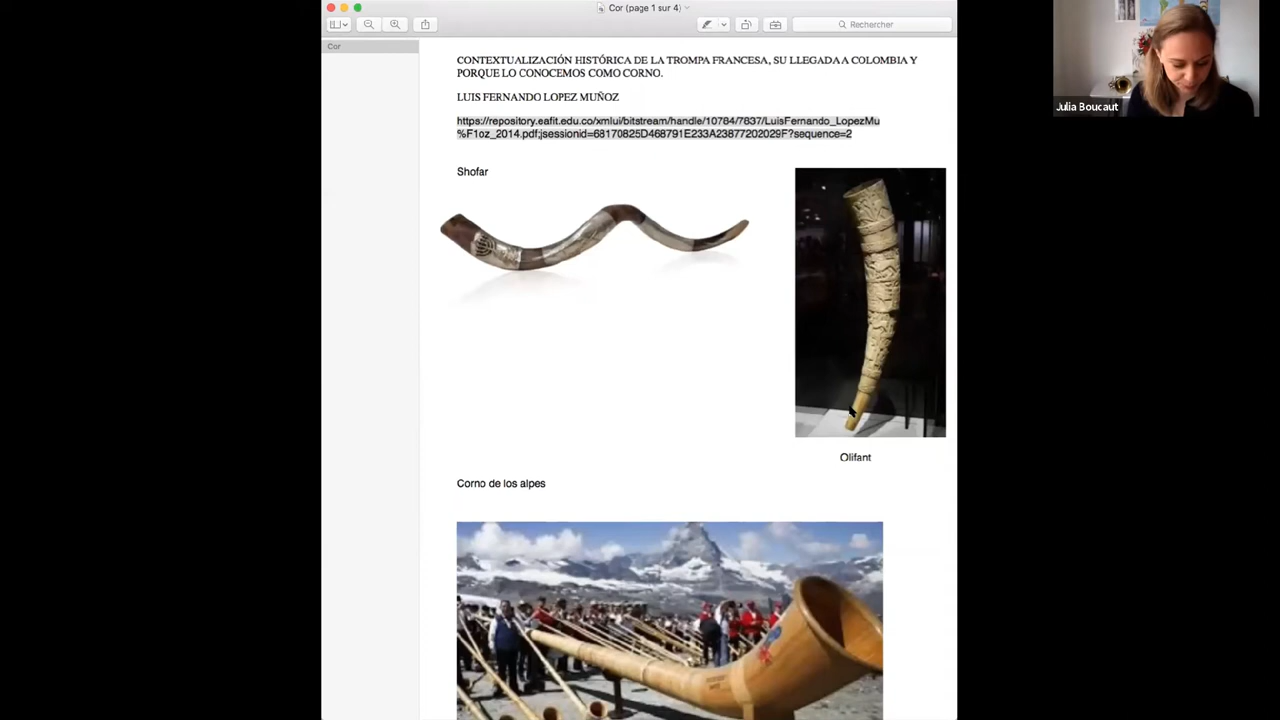 Cor (page 1 sur 4)
Rechercher
Cor
CONTEXTUALIZACIÓN HISTÓRICA DE LA TROMPA FRANCESA, SU LLEGADA A COLOMBIA Y
PORQUE LO CONOCEMOS COMO CORNO.
LUIS FERNANDO LOPEZ MUÑOZ
https://repository.eafit.edu.co/xmlui/bitstream/handle/10784/7837/LuisFernando_LopezMu
%F1oz_2014.pdf;jsessionid=68170825D468791E233A23877202029F?sequence=2
Shofar
Olifant
Corno de los alpes
Julia Boucaut